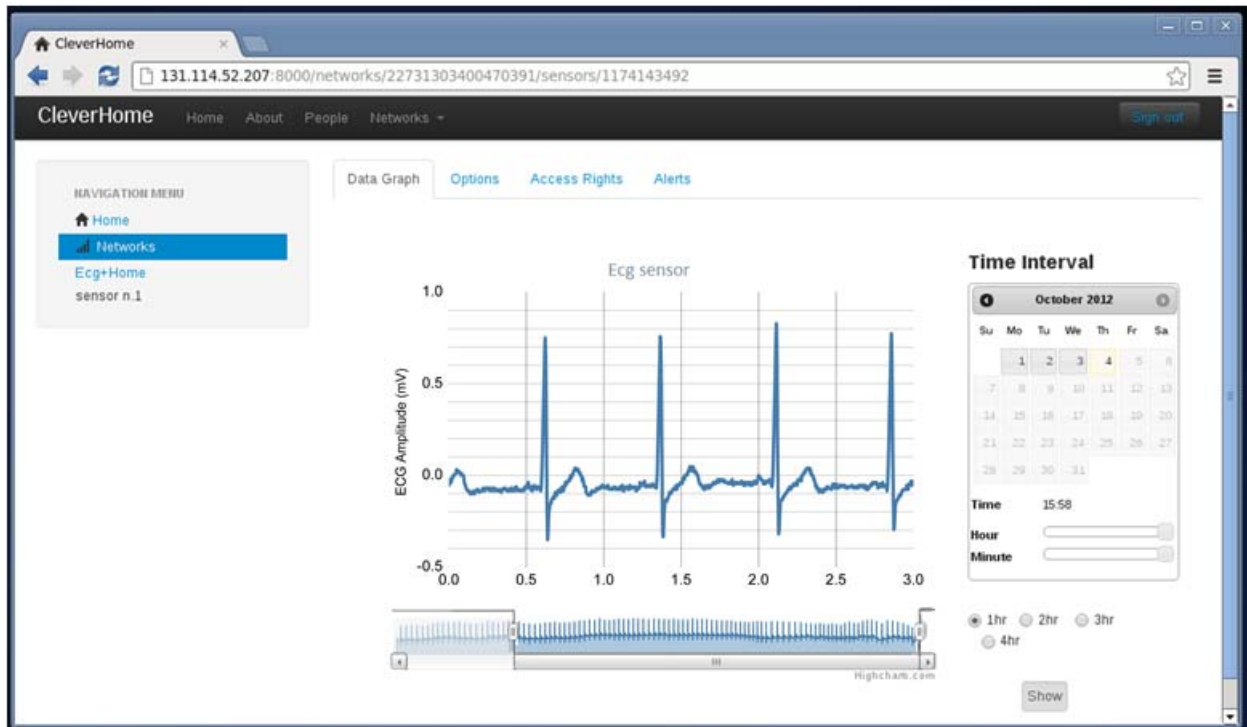 CleverHome
131.114.52.207:8000/networks/22731303400470391/sensors/1174143492
CleverHome Home About People Networks Sign out
NAVIGATION MENU
Home
Networks
Ecg+Home
sensor n.1
Data Graph Options Access Rights Alerts
Ecg sensor
ECG Amplitude (mV)
1.0
0.5
0.0
-0.5
0.0 0.5 1.0 1.5 2.0 2.5 3.0
Highcharts.com
Time Interval
October 2012
Su Mo Tu We Th Fr Sa
1 2 3 4 5 6
7 8 9 10 11 12 13
14 15 16 17 18 19 20
21 22 23 24 25 26 27
28 29 30 31
Time 15:58
Hour
Minute
1hr 2hr 3hr
4hr
Show